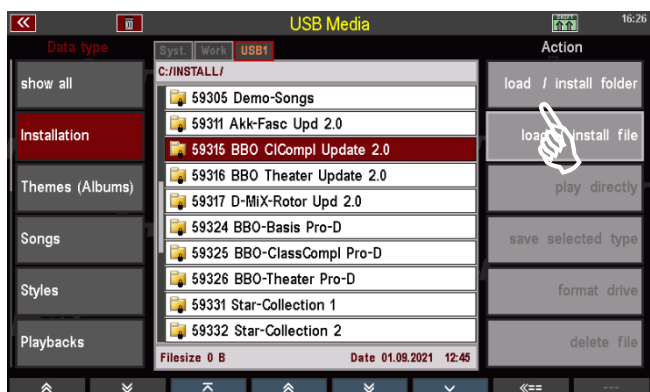 USB Media
SHIFT
16:26
Data type
Syst. Work USB1
Action
C:/INSTALL/
show all
Installation
Themes (Albums)
Songs
Styles
Playbacks
59305 Demo-Songs
59311 Akk-Fasc Upd 2.0
59315 BBO ClCompl Update 2.0
59316 BBO Theater Update 2.0
59317 D-MiX-Rotor Upd 2.0
59324 BBO-Basis Pro-D
59325 BBO-ClassCompl Pro-D
59326 BBO-Theater Pro-D
59331 Star-Collection 1
59332 Star-Collection 2
Filesize 0 B Date 01.09.2021 12:45
load / install folder
install file
play directly
save selected type
format drive
delete file